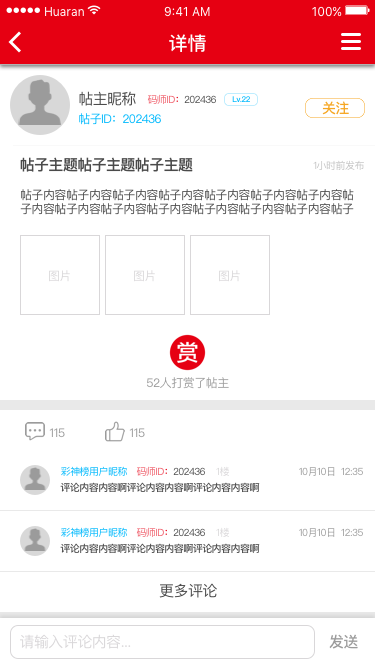 Huaran 9:41 AM 100%
详情
帖主昵称 码师ID：202436 Lv.22
帖子ID：202436
关注
帖子主题帖子主题帖子主题 1小时前发布
帖子内容帖子内容帖子内容帖子内容帖子内容帖子内容帖子内容帖
子内容帖子内容帖子内容帖子内容帖子内容帖子内容帖子内容帖子
图片 图片 图片
赏
52人打赏了帖主
115 115
彩神榜用户昵称 码师ID：202436 1楼 10月10日 12:35
评论内容内容啊评论内容内容啊评论内容内容啊
彩神榜用户昵称 码师ID：202436 1楼 10月10日 12:35
评论内容内容啊评论内容内容啊评论内容内容啊
更多评论
请输入评论内容... 发送